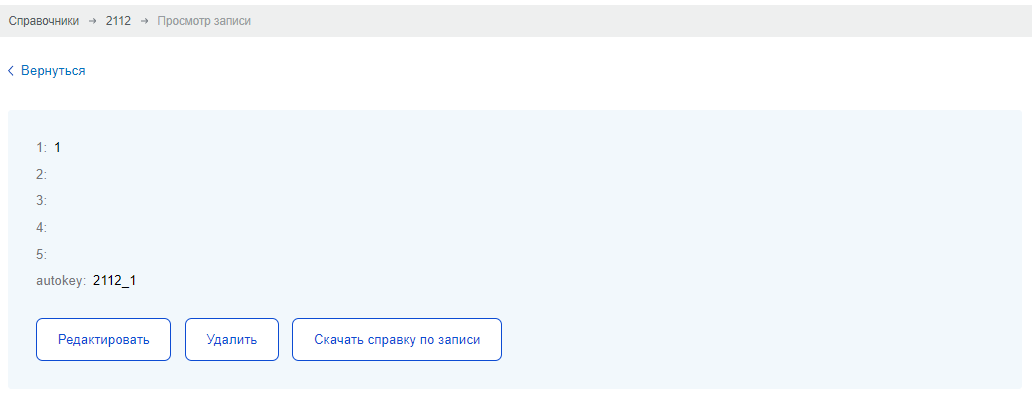 Справочники → 2112 → Просмотр записи
Вернуться
1: 1
2:
3:
4:
5:
autokey: 2112_1
Редактировать Удалить Скачать справку по записи